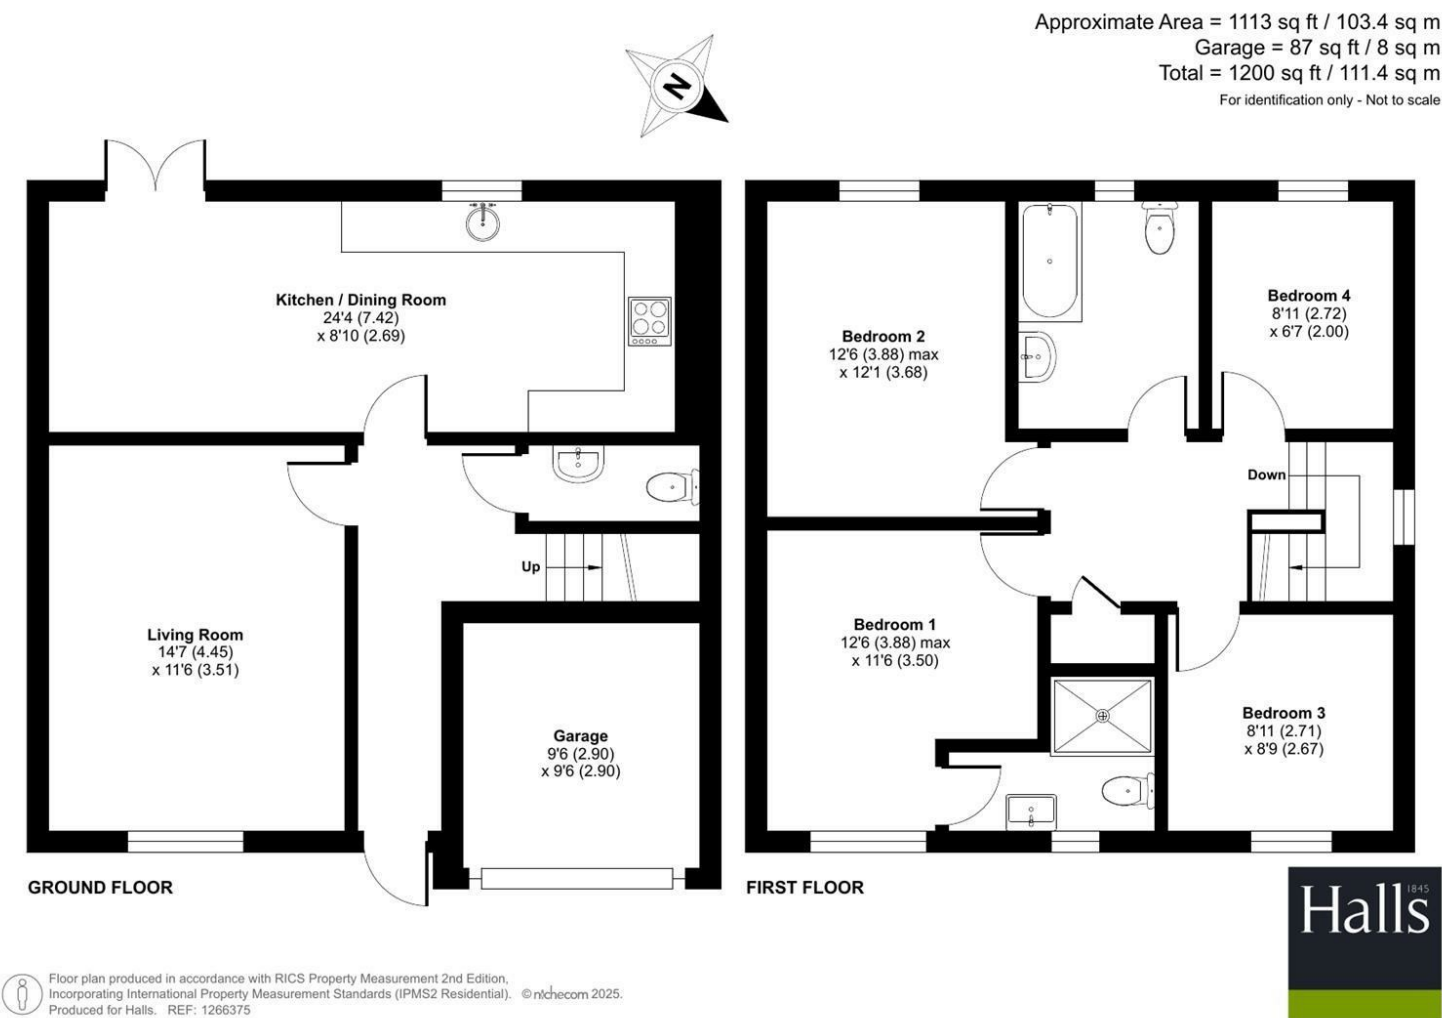 Approximate Area = 1113 sq ft / 103.4 sq m
Garage = 87 sq ft / 8 sq m
Total = 1200 sq ft / 111.4 sq m
For identification only - Not to scale
N
Kitchen / Dining Room
24'4 (7.42)
x 8'10 (2.69)
Living Room
14'7 (4.45)
x 11'6 (3.51)
Up
Garage
9'6 (2.90)
x 9'6 (2.90)
GROUND FLOOR
Bedroom 2
12'6 (3.88) max
x 12'1 (3.68)
Bedroom 4
8'11 (2.72)
x 6'7 (2.00)
Down
Bedroom 1
12'6 (3.88) max
x 11'6 (3.50)
Bedroom 3
8'11 (2.71)
x 8'9 (2.67)
FIRST FLOOR
1845
Halls
Floor plan produced in accordance with RICS Property Measurement 2nd Edition,
Incorporating International Property Measurement Standards (IPMS2 Residential). © nichecom 2025.
Produced for Halls. REF: 1266375